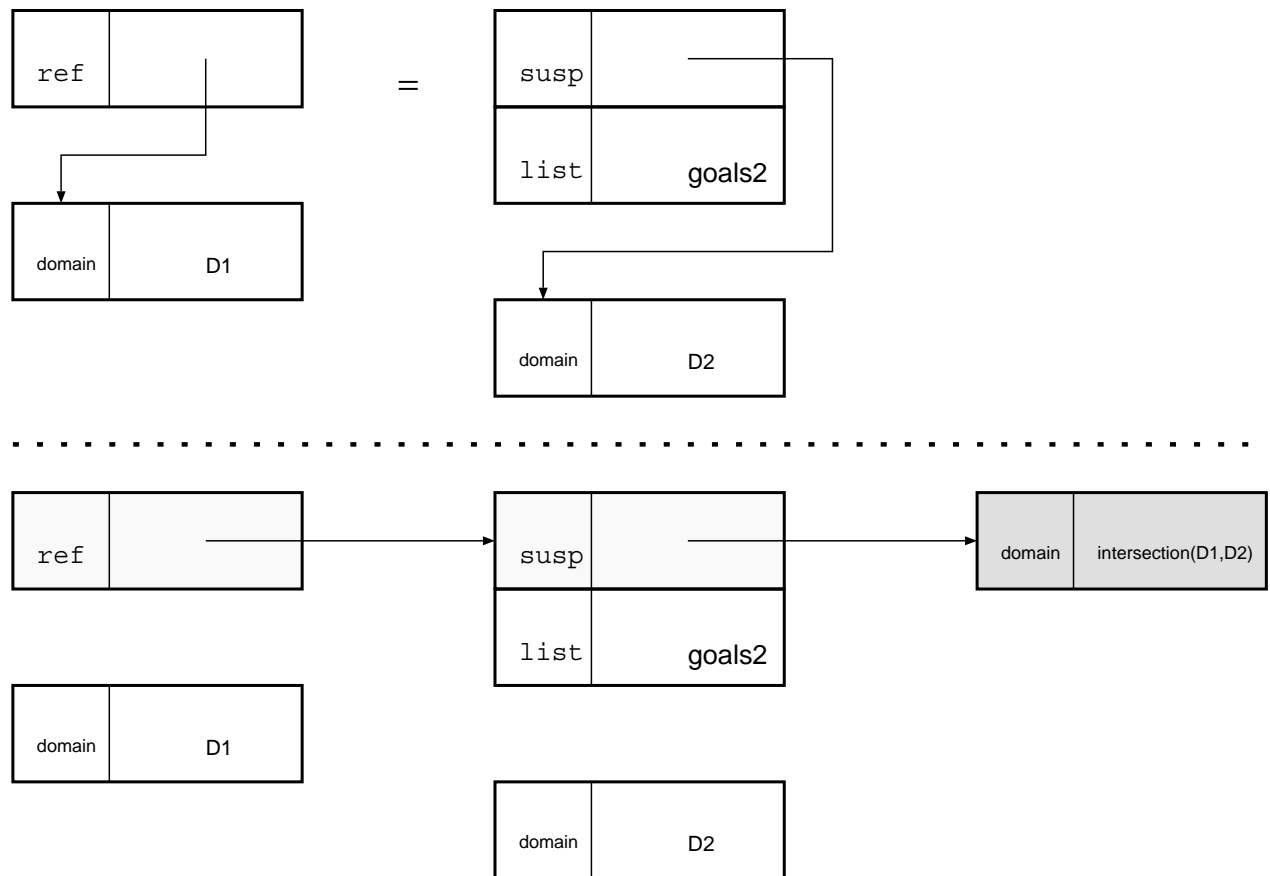 ref
=
susp
list goals2
domain D1
domain D2
ref
susp
domain intersection(D1,D2)
list goals2
domain D1
domain D2